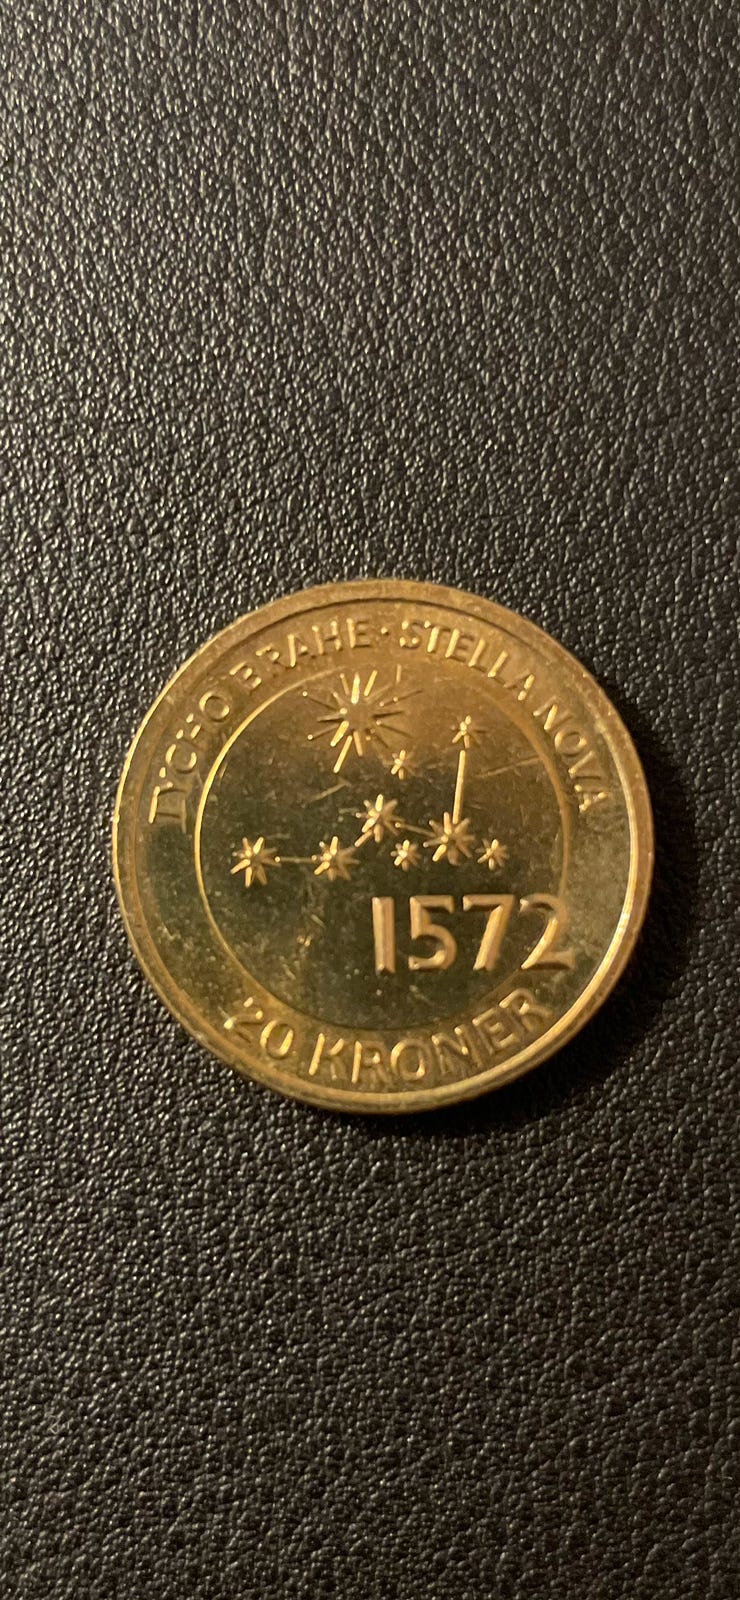 TYCHO BRAHE · STELLA NOVA
1572
20 KRONER